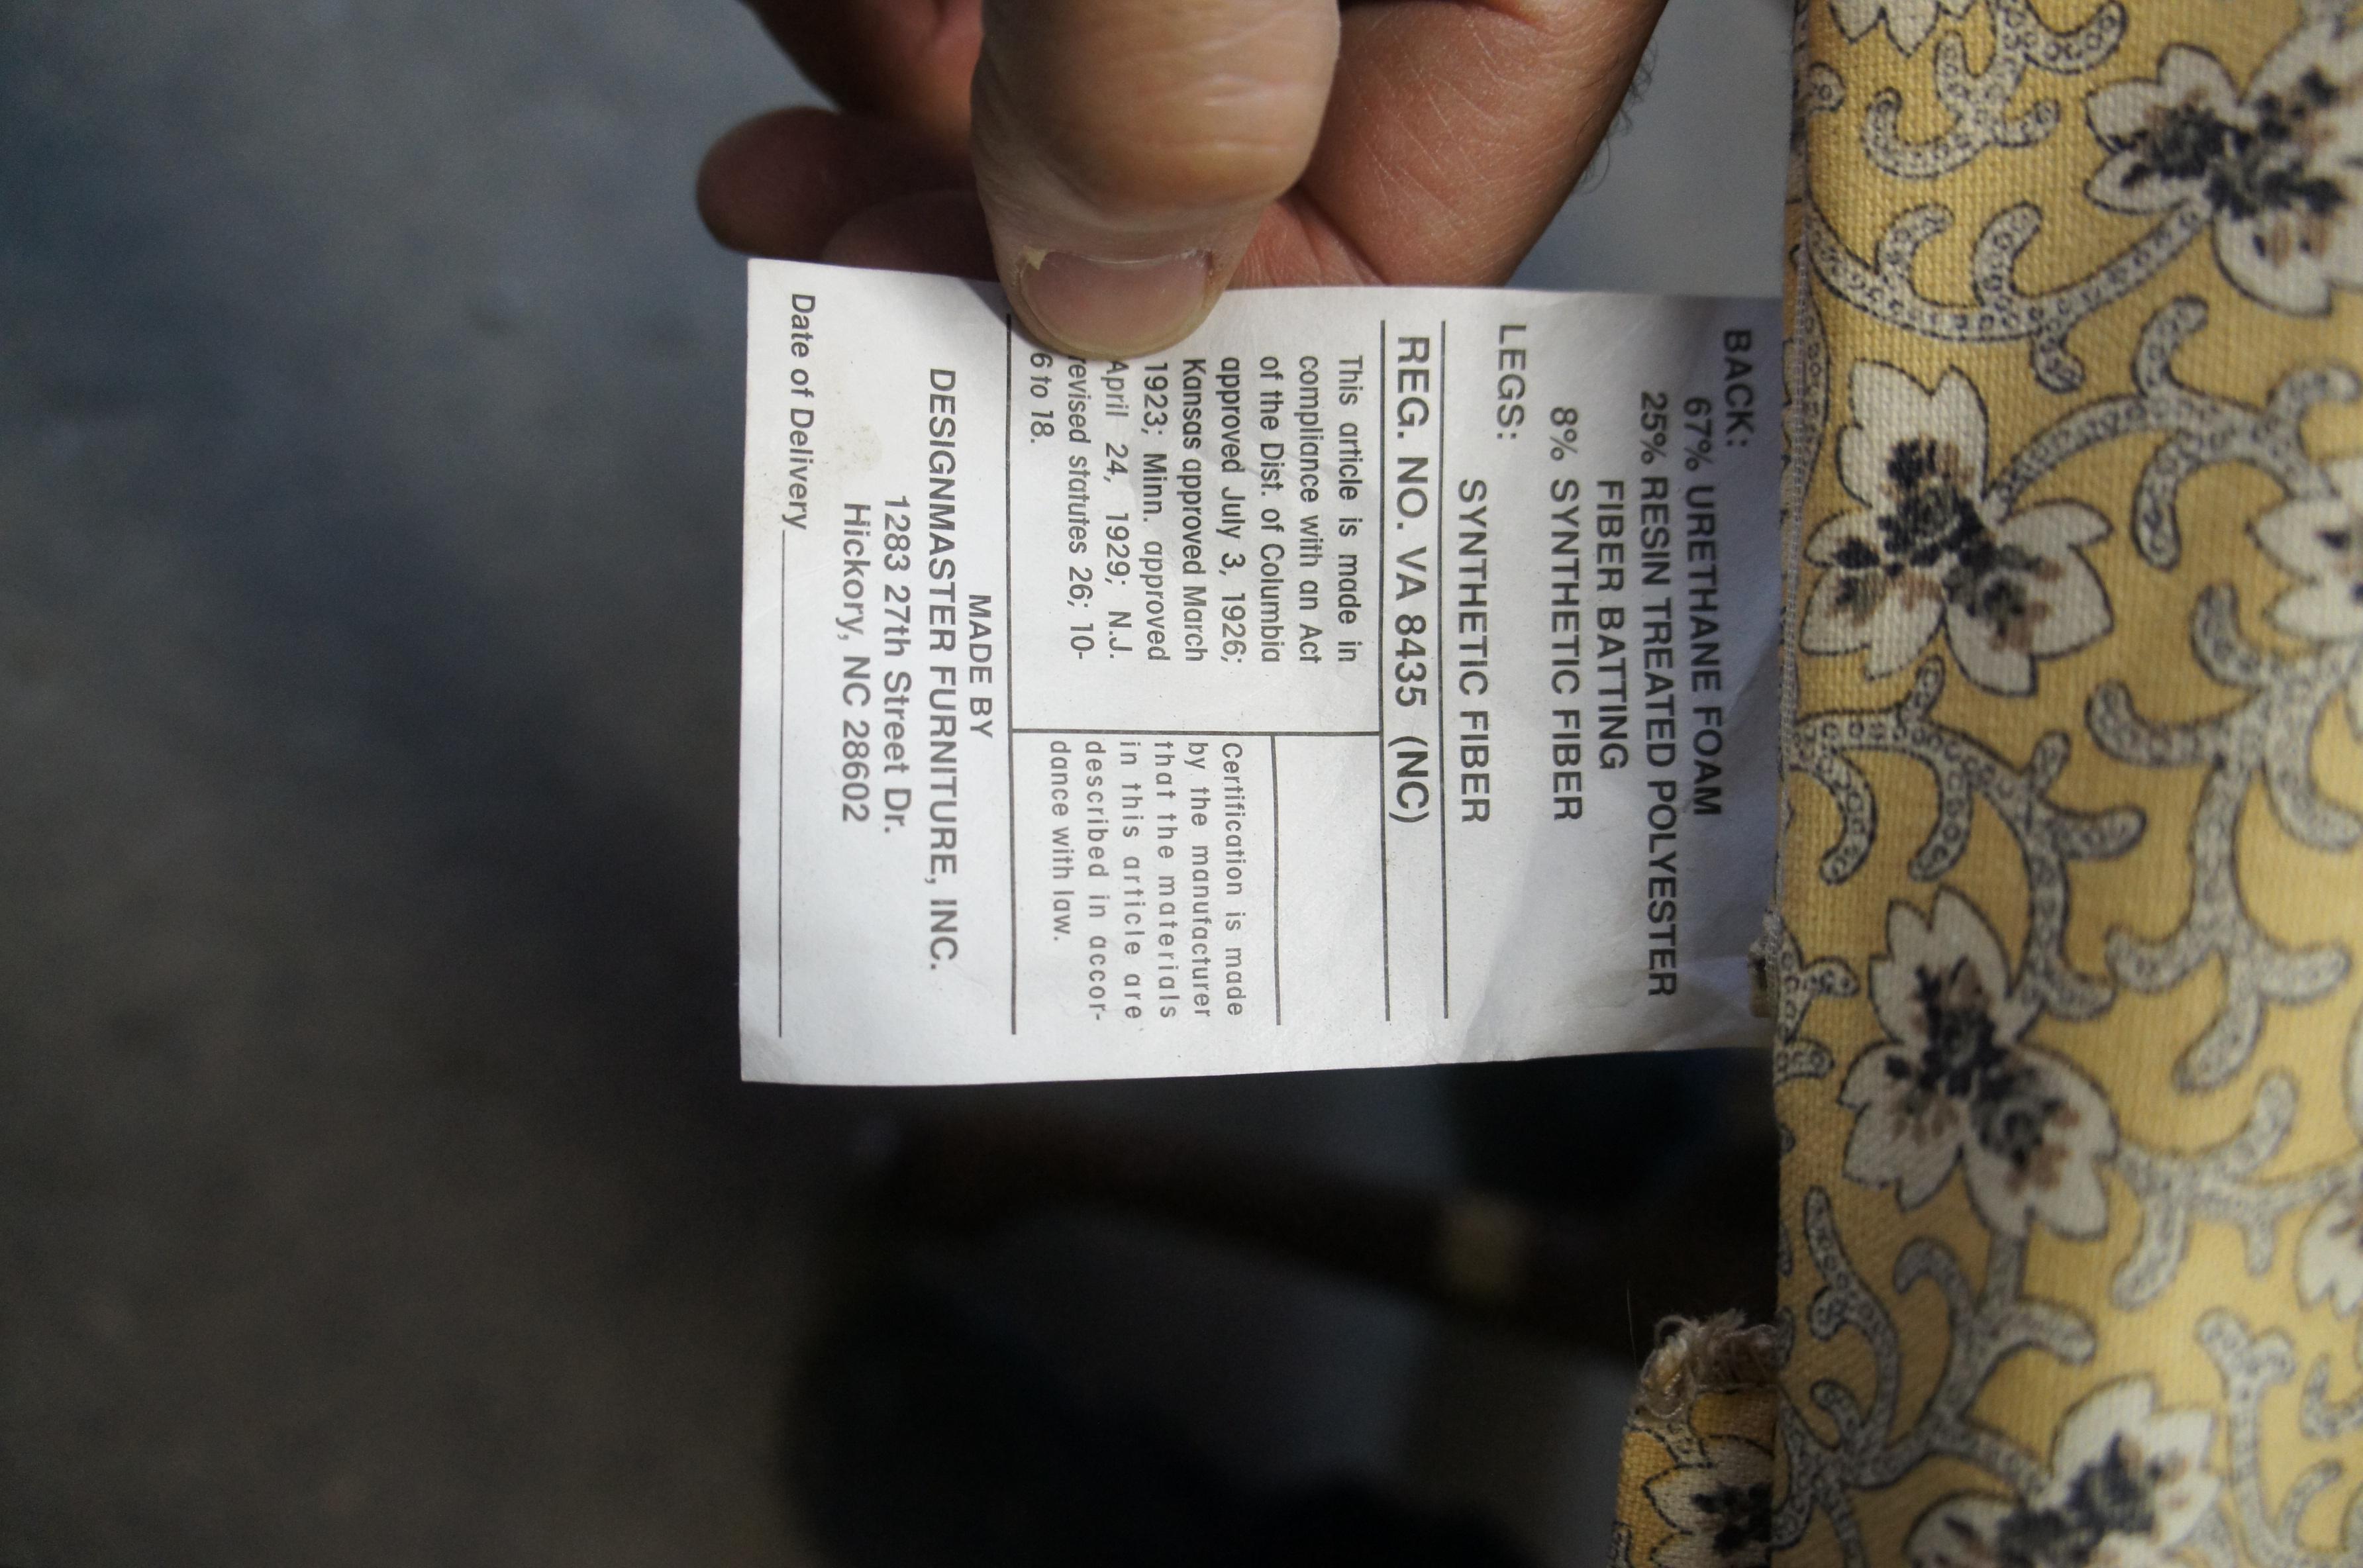 BACK:
67% URETHANE FOAM
25% RESIN TREATED POLYESTER
FIBER BATTING
8% SYNTHETIC FIBER
LEGS:
SYNTHETIC FIBER
REG. NO. VA 8435 (NC)
This article is made in
compliance with an Act
of the Dist. of Columbia
approved July 3, 1926;
Kansas approved March
1923; Minn. approved
April 24, 1929; N.J.
revised statutes 26; 10-
6 to 18.
Certification is made
by the manufacturer
that the materials
in this article are
described in accor-
dance with law.
MADE BY
DESIGNMASTER FURNITURE, INC.
1283 27th Street Dr.
Hickory, NC 28602
Date of Delivery